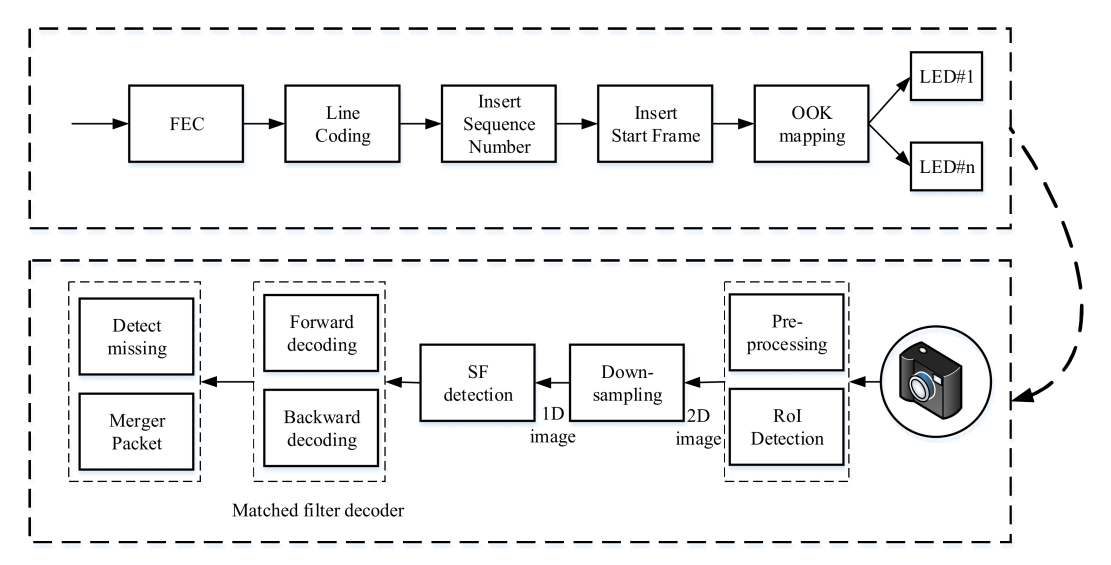 FEC
Line
Coding
Insert
Sequence
Number
Insert
Start Frame
OOK
mapping
LED#1
LED#n
Detect
missing
Merger
Packet
Forward
decoding
Backward
decoding
Matched filter decoder
SF
detection
1D
image
Down-
sampling
2D
image
Pre-
processing
RoI
Detection